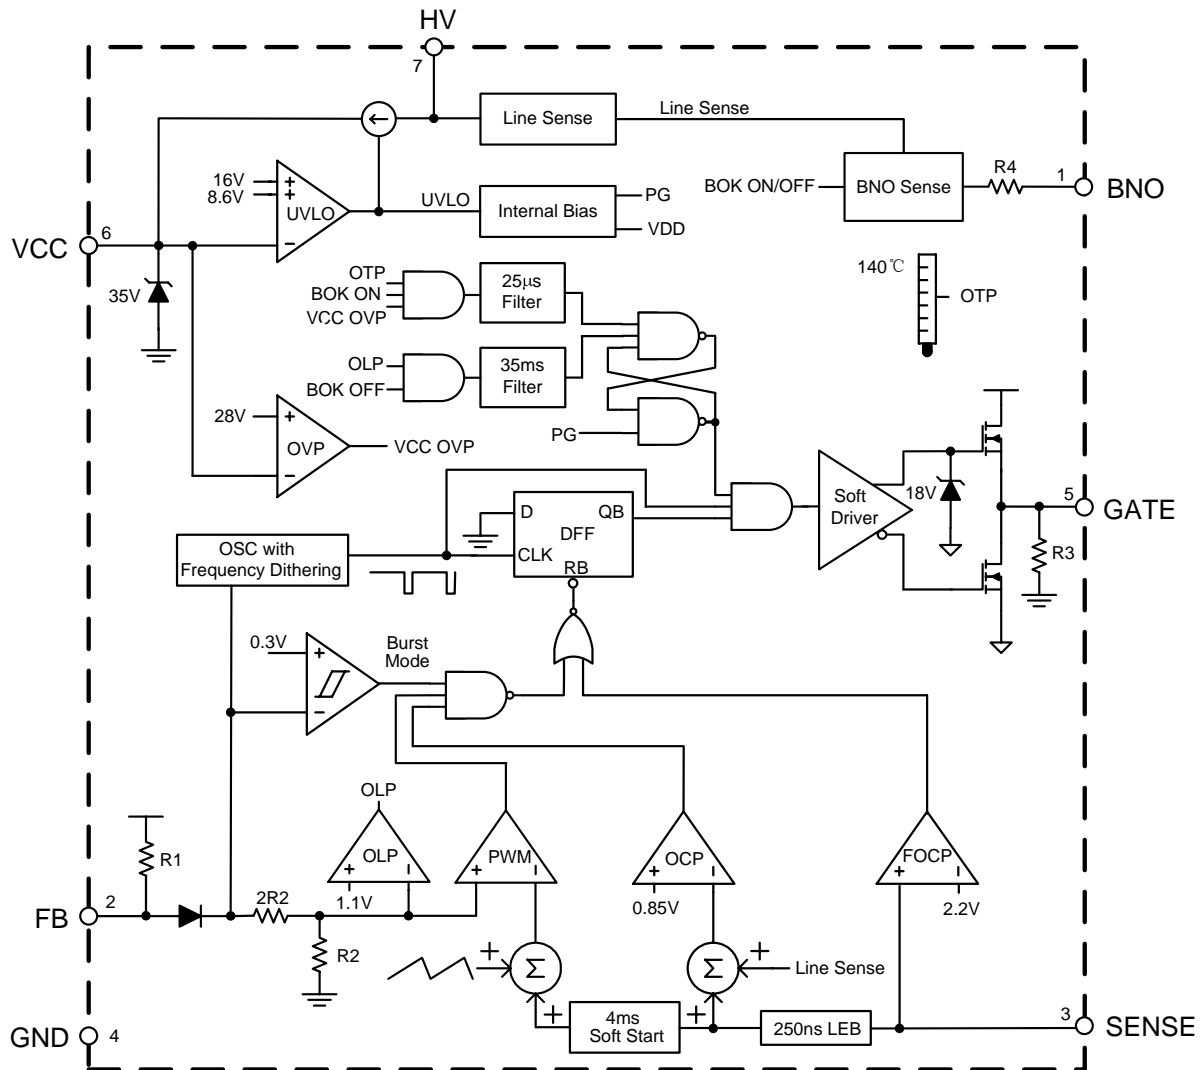 HV
7
Line Sense
Line Sense
16V
8.6V
UVLO
UVLO
Internal Bias
PG
VDD
BOK ON/OFF
BNO Sense
R4
1
BNO
VCC
6
35V
OTP
BOK ON
VCC OVP
25μs
Filter
140℃
OTP
OLP
BOK OFF
35ms
Filter
28V
OVP
VCC OVP
PG
Soft
Driver
18V
5
GATE
R3
OSC with
Frequency Dithering
D
QB
DFF
CLK
RB
0.3V
Burst
Mode
OLP
OLP
1.1V
PWM
OCP
0.85V
FOCP
2.2V
R1
2
FB
2R2
R2
Σ
Σ
Line Sense
4ms
Soft Start
250ns LEB
3
SENSE
GND
4